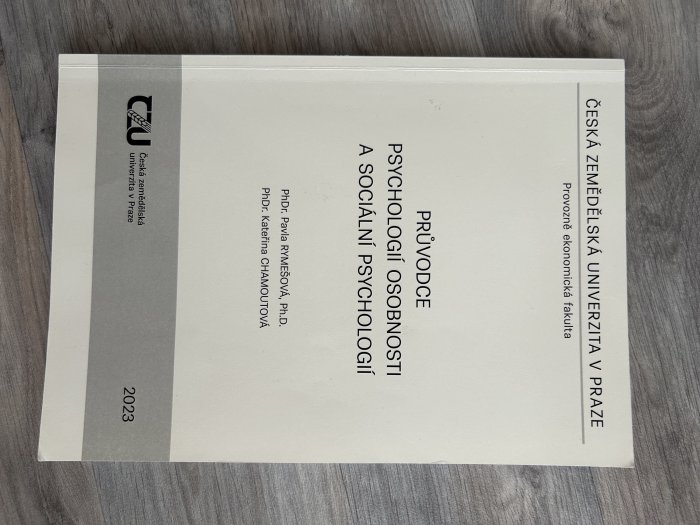 ČESKÁ ZEMĚDĚLSKÁ UNIVERZITA V PRAZE
Provozně ekonomická fakulta
PRŮVODCE
PSYCHOLOGIÍ OSOBNOSTI
A SOCIÁLNÍ PSYCHOLOGIÍ
PhDr. Pavla RYMEŠOVÁ, Ph.D.
PhDr. Kateřina CHAMOUTOVÁ
ČZU
Česká zemědělská
univerzita v Praze
2023